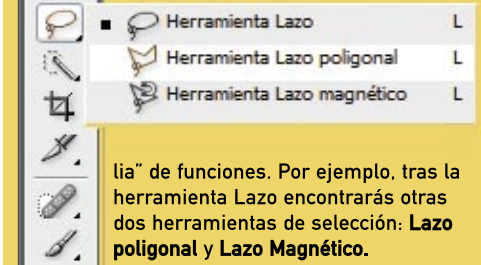 Herramienta Lazo L
Herramienta Lazo poligonal L
Herramienta Lazo magnético L
lia” de funciones. Por ejemplo, tras la
herramienta Lazo encontrarás otras
dos herramientas de selección: Lazo
poligonal y Lazo Magnético.